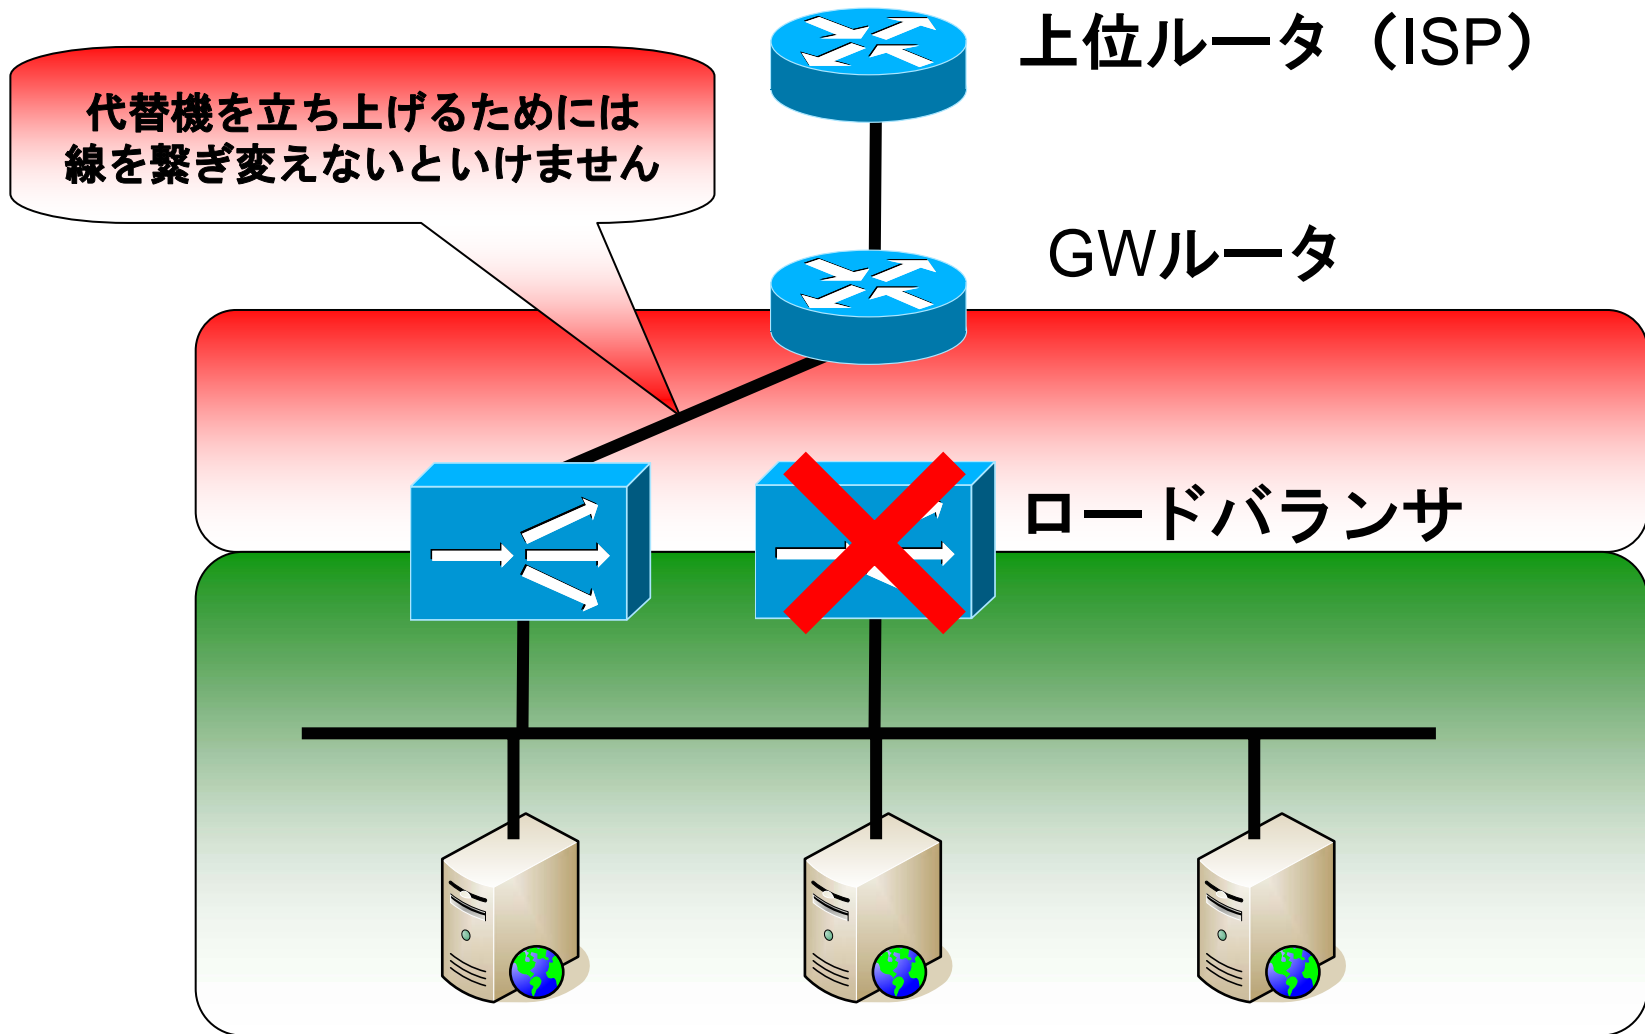 上位ルータ（ISP）
代替機を立ち上げるためには
線を繋ぎ変えないといけません
GWルータ
ロードバランサ